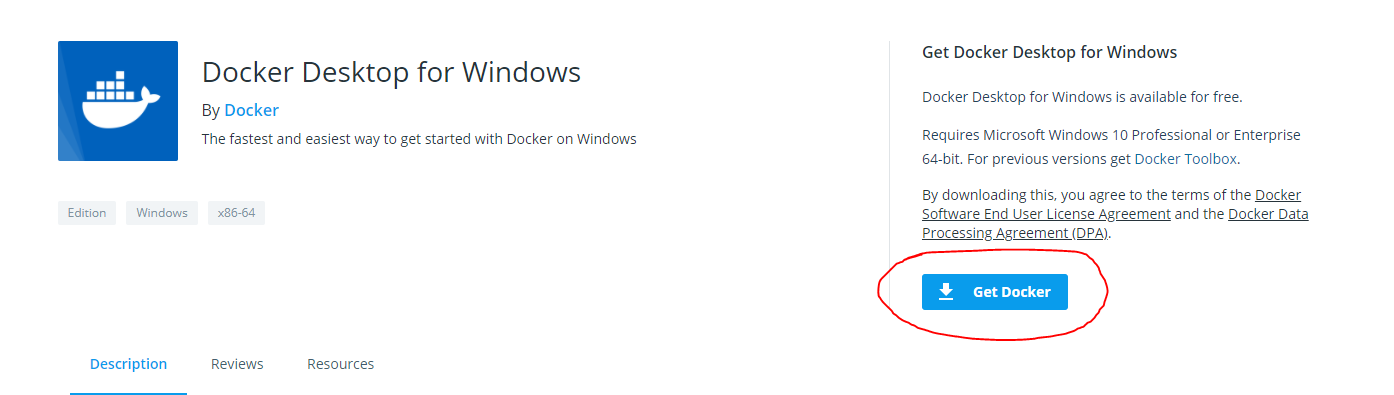 Docker Desktop for Windows
By Docker
The fastest and easiest way to get started with Docker on Windows
Edition
Windows
x86-64
Get Docker Desktop for Windows
Docker Desktop for Windows is available for free.
Requires Microsoft Windows 10 Professional or Enterprise
64-bit. For previous versions get Docker Toolbox.
By downloading this, you agree to the terms of the Docker
Software End User License Agreement and the Docker Data
Processing Agreement (DPA).
Get Docker
Description
Reviews
Resources